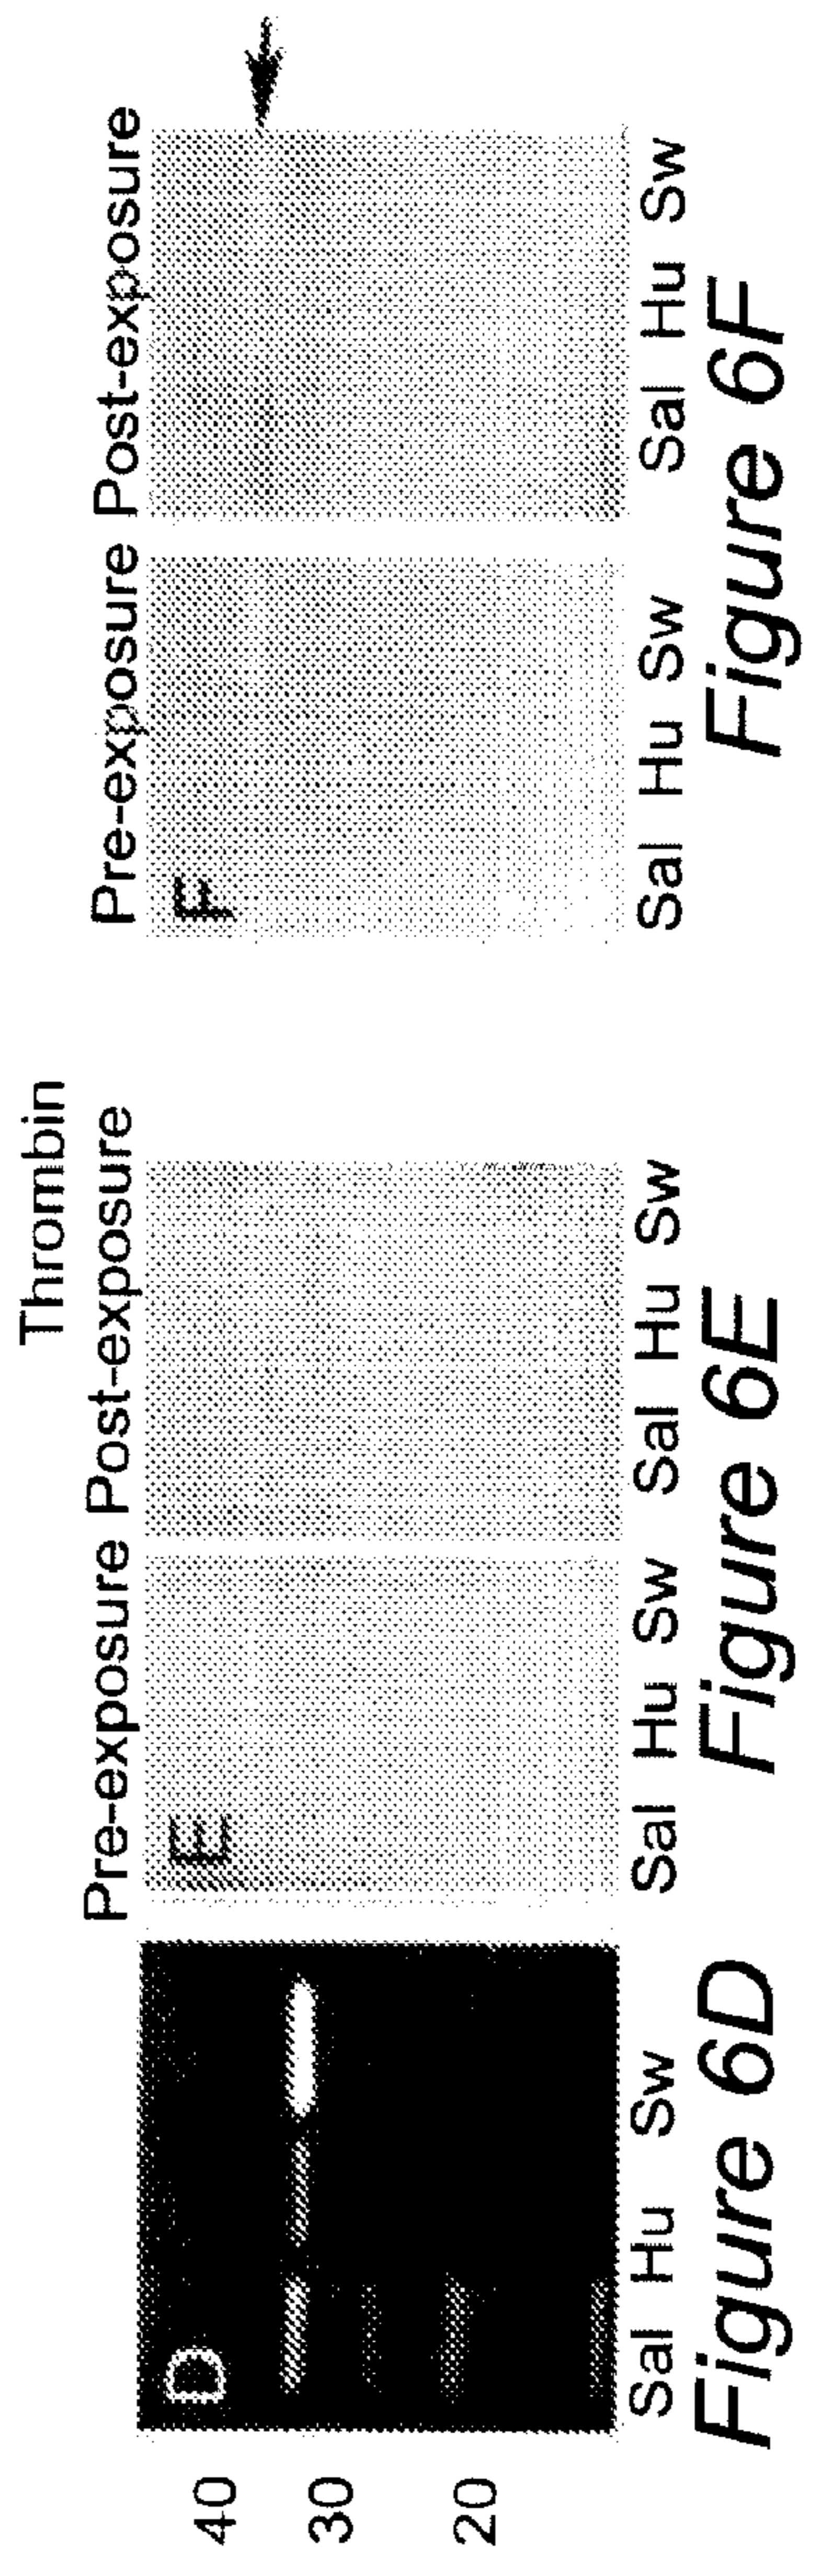 Thrombin
Pre-exposure Post-exposure
Pre-exposure Post-exposure
D
E
F
40
30
20
Sal Hu Sw
Sal Hu Sw
Sal Hu Sw
Sal Hu Sw
Sal Hu Sw
Figure 6D
Figure 6E
Figure 6F